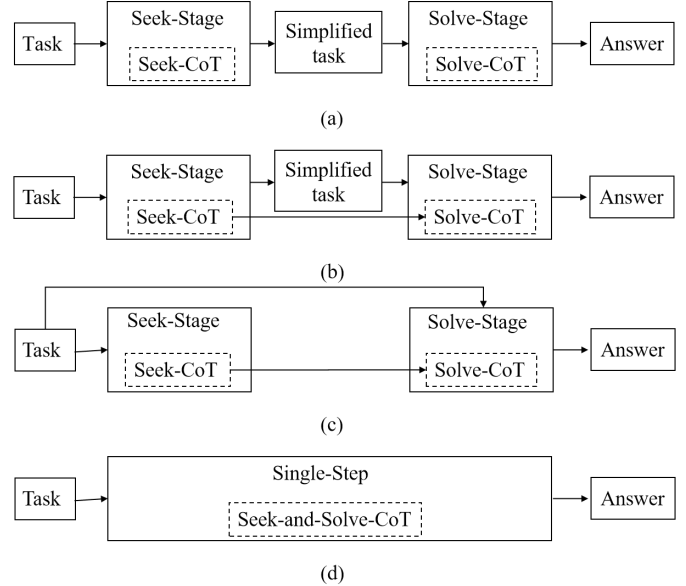 Task
Seek-Stage
Seek-CoT
Simplified
task
Solve-Stage
Solve-CoT
Answer
(a)
Task
Seek-Stage
Seek-CoT
Simplified
task
Solve-Stage
Solve-CoT
Answer
(b)
Task
Seek-Stage
Seek-CoT
Solve-Stage
Solve-CoT
Answer
(c)
Task
Single-Step
Seek-and-Solve-CoT
Answer
(d)